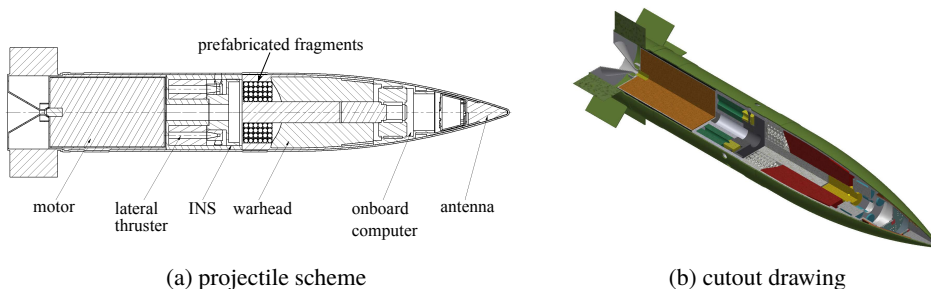 prefabricated fragments
motor
lateral
thruster
INS
warhead
onboard
computer
antenna
(a) projectile scheme
(b) cutout drawing